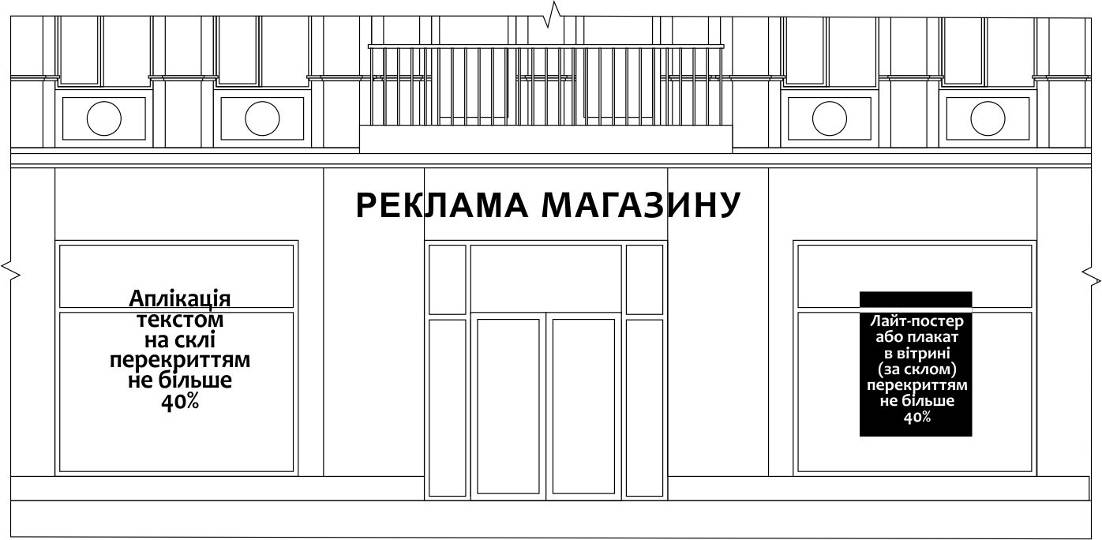 РЕКЛАМА МАГАЗИНУ
Аплікація
текстом
на склі
перекриттям
не більше
40%
Лайт-постер
або плакат
в вітрині
(за склом)
перекриттям
не більше
40%